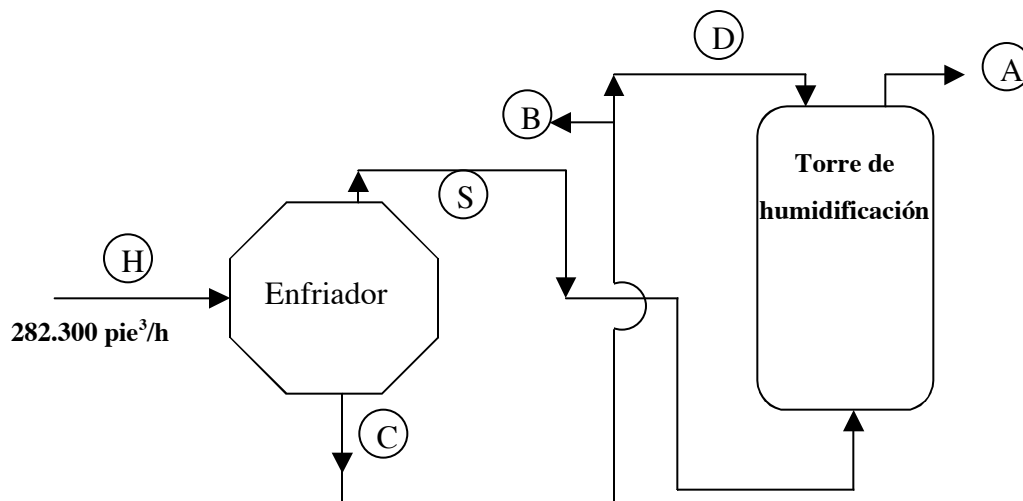 D
A
B
Torre de
humidificación
S
H
Enfriador
282.300 pie³/h
C